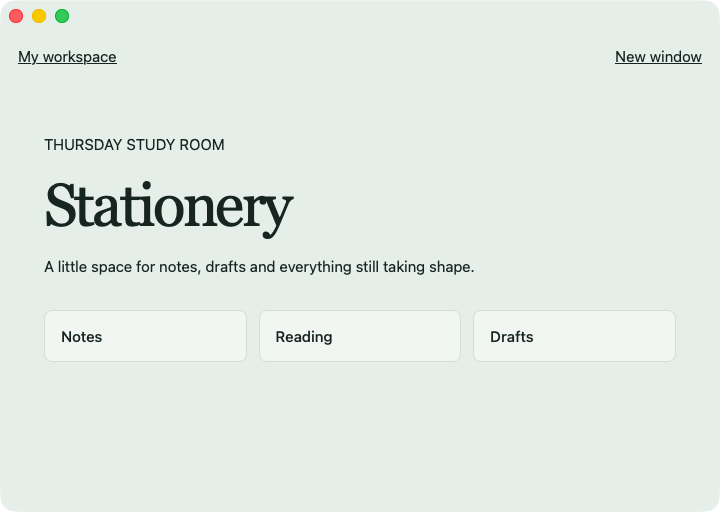 My workspace
New window
THURSDAY STUDY ROOM
Stationery
A little space for notes, drafts and everything still taking shape.
Notes
Reading
Drafts